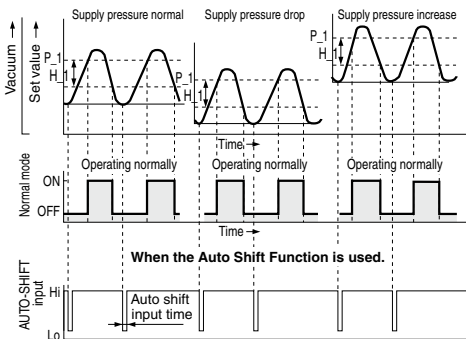 Supply pressure normal
Supply pressure drop
Supply pressure increase
Vacuum →
Set value →
P_1
H_1
P_1
H_1
P_1
H_1
Time →
Normal mode
ON
OFF
Operating normally
Operating normally
Operating normally
Time →
When the Auto Shift Function is used.
AUTO-SHIFT
input
Hi
Lo
Auto shift
input time